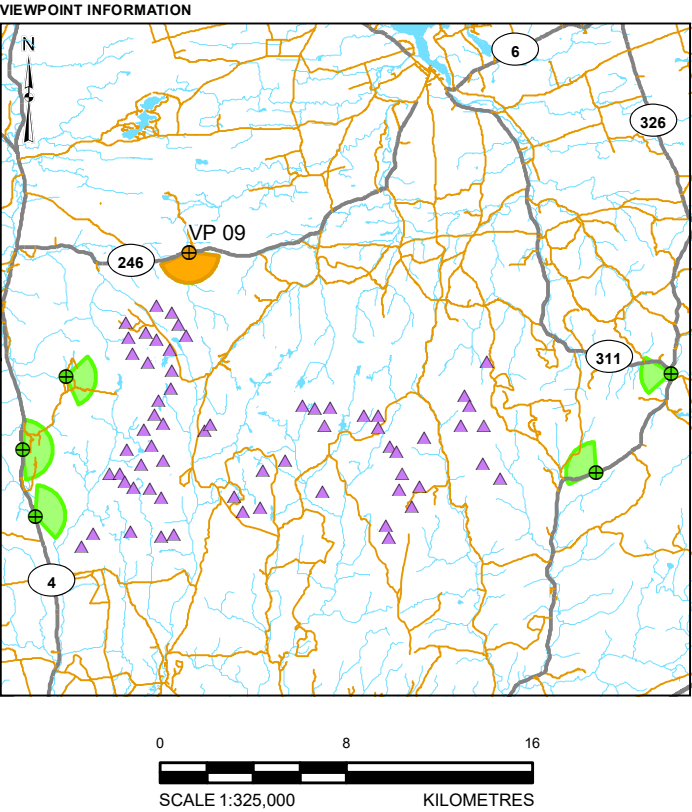 VIEWPOINT INFORMATION
N
6
326
VP 09
246
311
4
0 8 16
SCALE 1:325,000 KILOMETRES